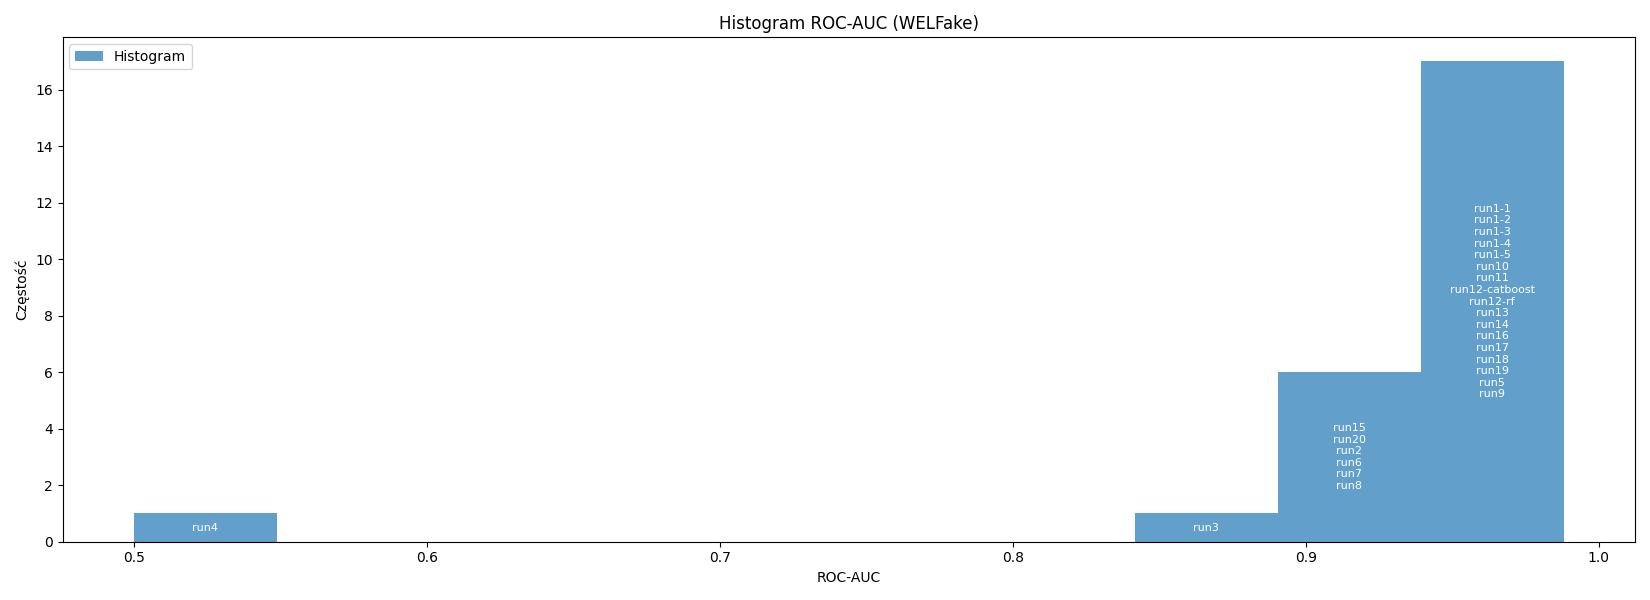 Histogram ROC-AUC (WELFake)
Histogram
Częstość
16
14
12
10
8
6
4
2
0
run1-1
run1-2
run1-3
run1-4
run1-5
run10
run11
run12-catboost
run12-rf
run13
run14
run16
run17
run18
run19
run5
run9
run15
run20
run2
run6
run7
run8
run4
run3
0.5
0.6
0.7
0.8
0.9
1.0
ROC-AUC